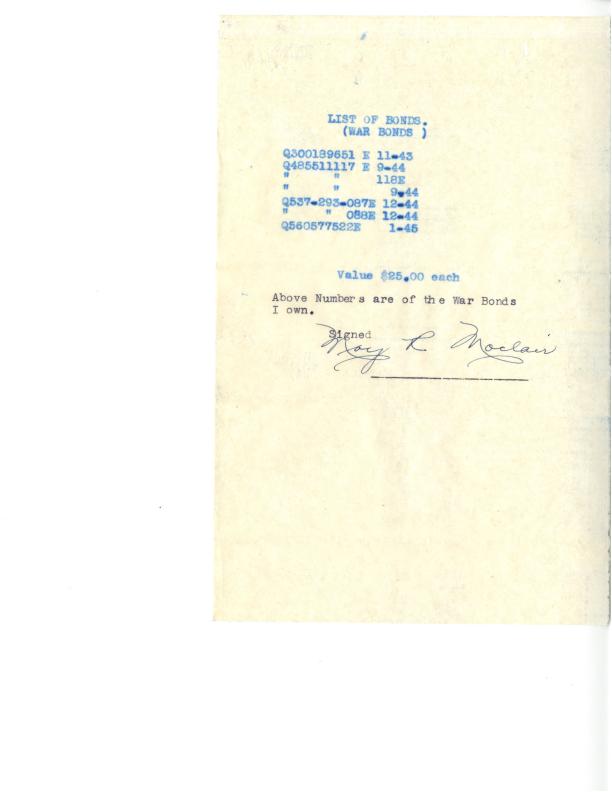 LIST OF BONDS.
(WAR BONDS )
Q300189651 E 11-43
Q485511117 E 9-44
" " 118E
" " 9-44
Q537-293-087E 12-44
" " 088E 12-44
Q560577522E 1-45
Value $25.00 each
Above Numbers are of the War Bonds
I own.
Signed
Roy R Moclair